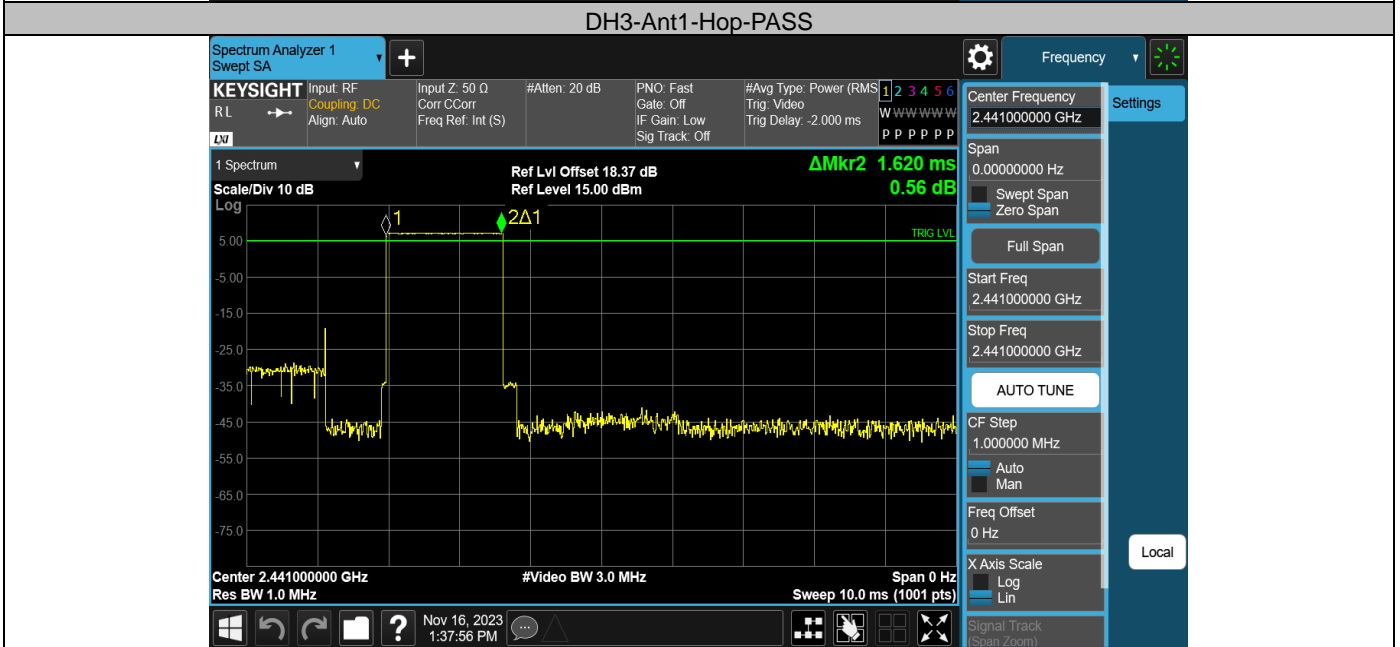 DH3-Ant1-Hop-PASS
Spectrum Analyzer 1
Swept SA
Frequency
KEYSIGHT
RL
LXI
Input: RF
Coupling: DC
Align: Auto
Input Z: 50 Ω
Corr CCorr
Freq Ref: Int (S)
#Atten: 20 dB
PNO: Fast
Gate: Off
IF Gain: Low
Sig Track: Off
#Avg Type: Power (RMS
Trig: Video
Trig Delay: -2.000 ms
1 2 3 4 5 6
W W W W W W
P P P P P P
1 Spectrum
Scale/Div 10 dB
Log
Ref Lvl Offset 18.37 dB
Ref Level 15.00 dBm
ΔMkr2 1.620 ms
0.56 dB
1
2Δ1
TRIG LVL
5.00
-5.00
-15.0
-25.0
-35.0
-45.0
-55.0
-65.0
-75.0
Center 2.441000000 GHz
Res BW 1.0 MHz
#Video BW 3.0 MHz
Span 0 Hz
Sweep 10.0 ms (1001 pts)
Nov 16, 2023
1:37:56 PM
Center Frequency
2.441000000 GHz
Settings
Span
0.00000000 Hz
Swept Span
Zero Span
Full Span
Start Freq
2.441000000 GHz
Stop Freq
2.441000000 GHz
AUTO TUNE
CF Step
1.000000 MHz
Auto
Man
Freq Offset
0 Hz
X Axis Scale
Log
Lin
Local
Signal Track
(Span Zoom)